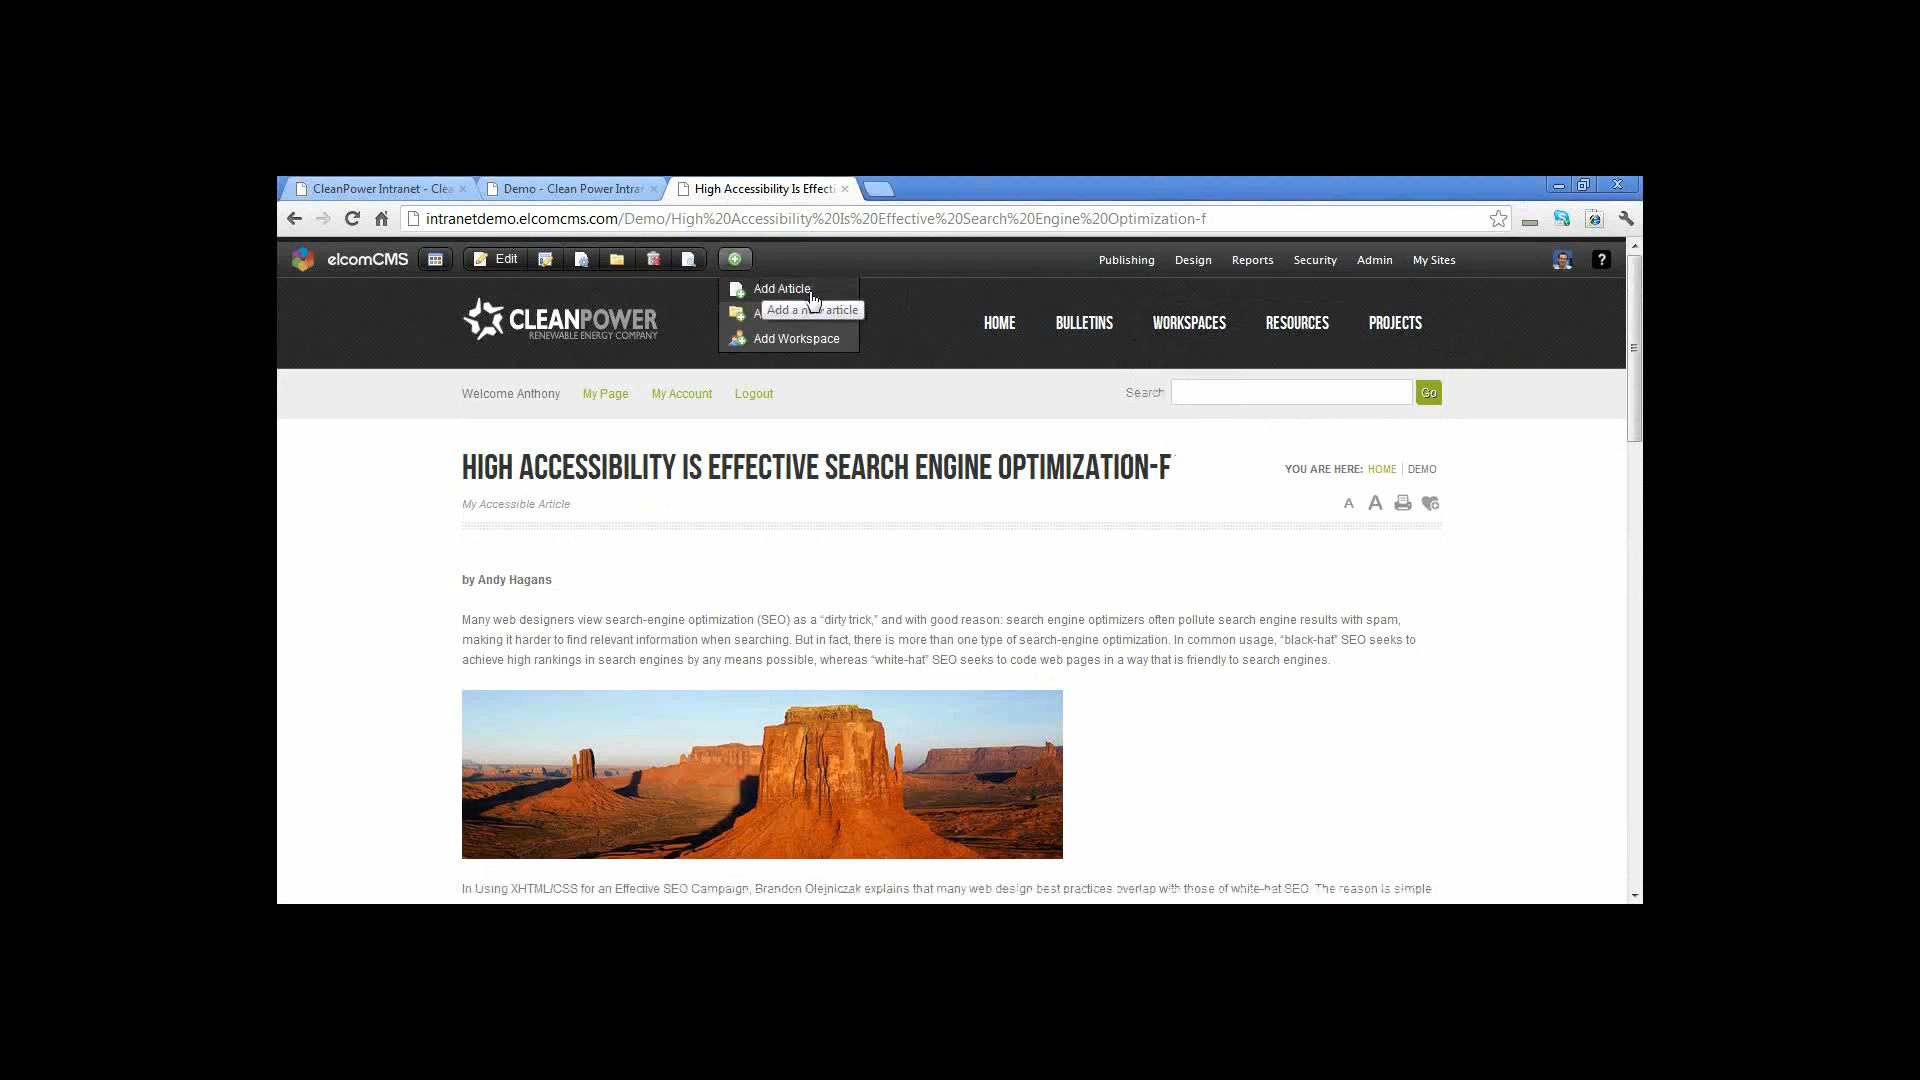 CleanPower Intranet - Clea
Demo - Clean Power Intran
High Accessibility Is Effecti
intranetdemo.elcomcms.com/Demo/High%20Accessibility%20Is%20Effective%20Search%20Engine%20Optimization-f
elcomCMS
Edit
Publishing
Design
Reports
Security
Admin
My Sites
?
Add Article
Add a new article
Add Workspace
CLEANPOWER
RENEWABLE ENERGY COMPANY
HOME
BULLETINS
WORKSPACES
RESOURCES
PROJECTS
Welcome Anthony
My Page
My Account
Logout
Search
Go
HIGH ACCESSIBILITY IS EFFECTIVE SEARCH ENGINE OPTIMIZATION-F
YOU ARE HERE: HOME | DEMO
My Accessible Article
A A
by Andy Hagans
Many web designers view search-engine optimization (SEO) as a “dirty trick,” and with good reason: search engine optimizers often pollute search engine results with spam,
making it harder to find relevant information when searching. But in fact, there is more than one type of search-engine optimization. In common usage, “black-hat” SEO seeks to
achieve high rankings in search engines by any means possible, whereas “white-hat” SEO seeks to code web pages in a way that is friendly to search engines.
In Using XHTML/CSS for an Effective SEO Campaign, Brandon Olejniczak explains that many web design best practices overlap with those of white-hat SEO. The reason is simple